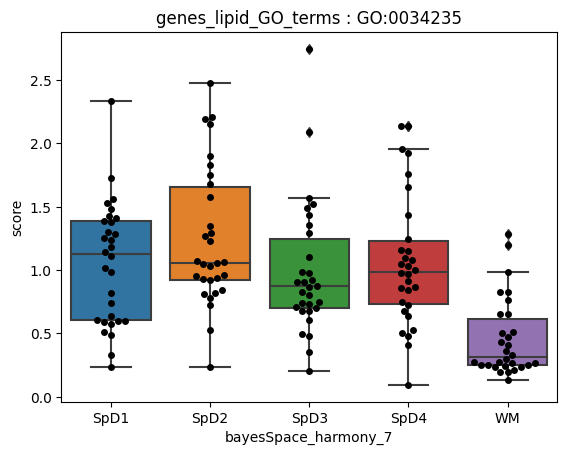 genes_lipid_GO_terms : GO:0034235
score
2.5
2.0
1.5
1.0
0.5
0.0
SpD1 SpD2 SpD3 SpD4 WM
bayesSpace_harmony_7